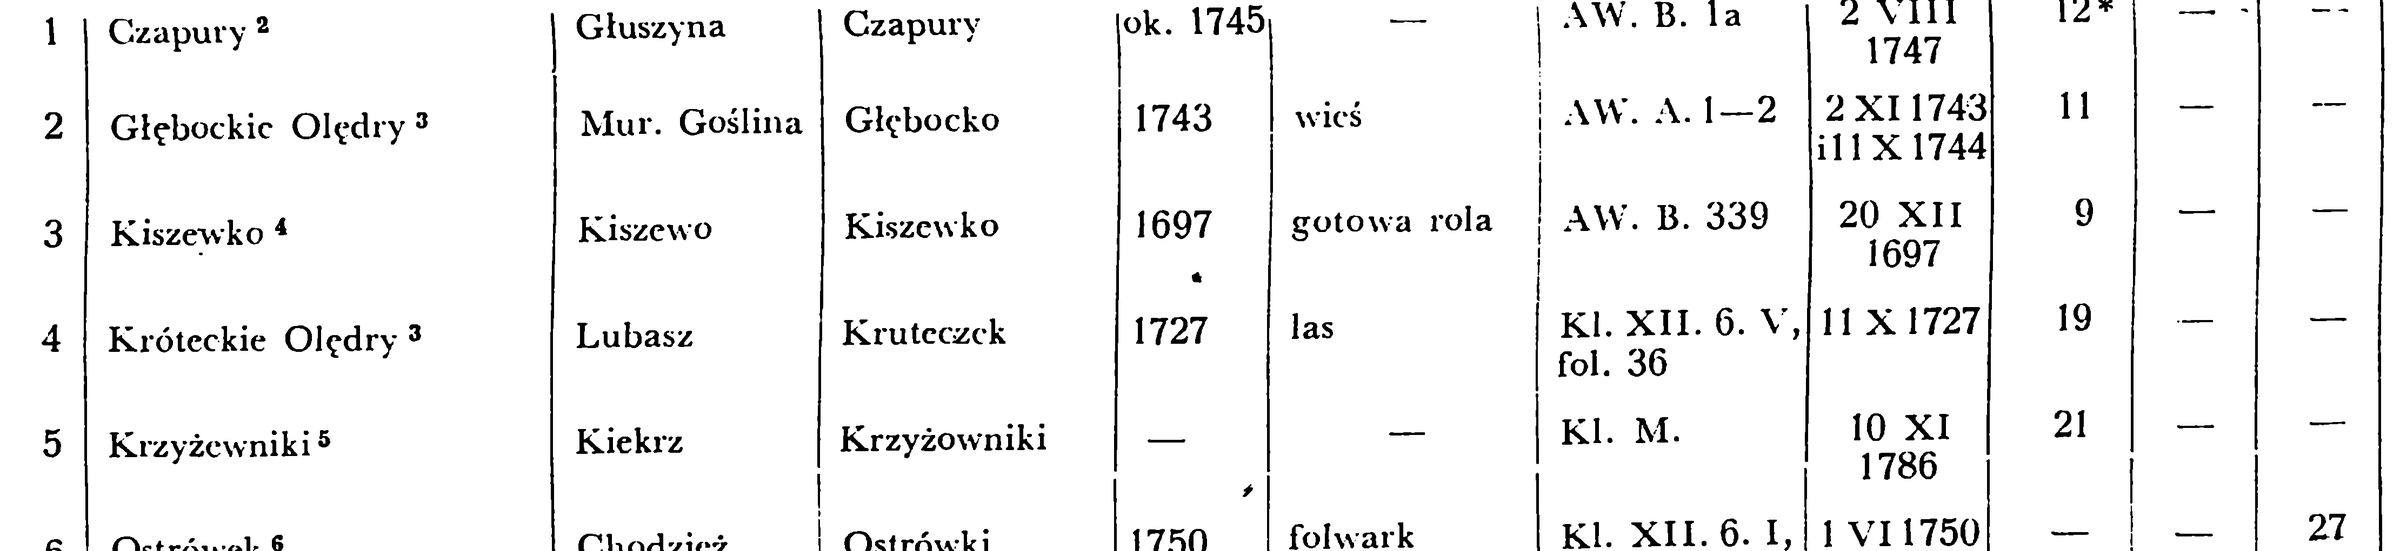 1 Czapury ² Głuszyna Czapury ok. 1745 — AW. B. 1a 2 VIII 12* — —
1747
2 Głębockie Olędry ³ Mur. Goślina Głębocko 1743 wieś AW. A. 1—2 2 XI 1743 11 — —
i 11 X 1744
3 Kiszewko ⁴ Kiszewo Kiszewko 1697 gotowa rola AW. B. 339 20 XII 9 — —
1697
4 Króteckie Olędry ³ Lubasz Kruteczek 1727 las Kl. XII. 6. V, 11 X 1727 19 — —
fol. 36
5 Krzyżewniki ⁵ Kiekrz Krzyżowniki — — Kl. M. 10 XI 21 — —
1786
6 Ostrówek ⁶ Chodzież Ostrówki 1750 folwark Kl. XII. 6. I, 1 VI 1750 — — 27